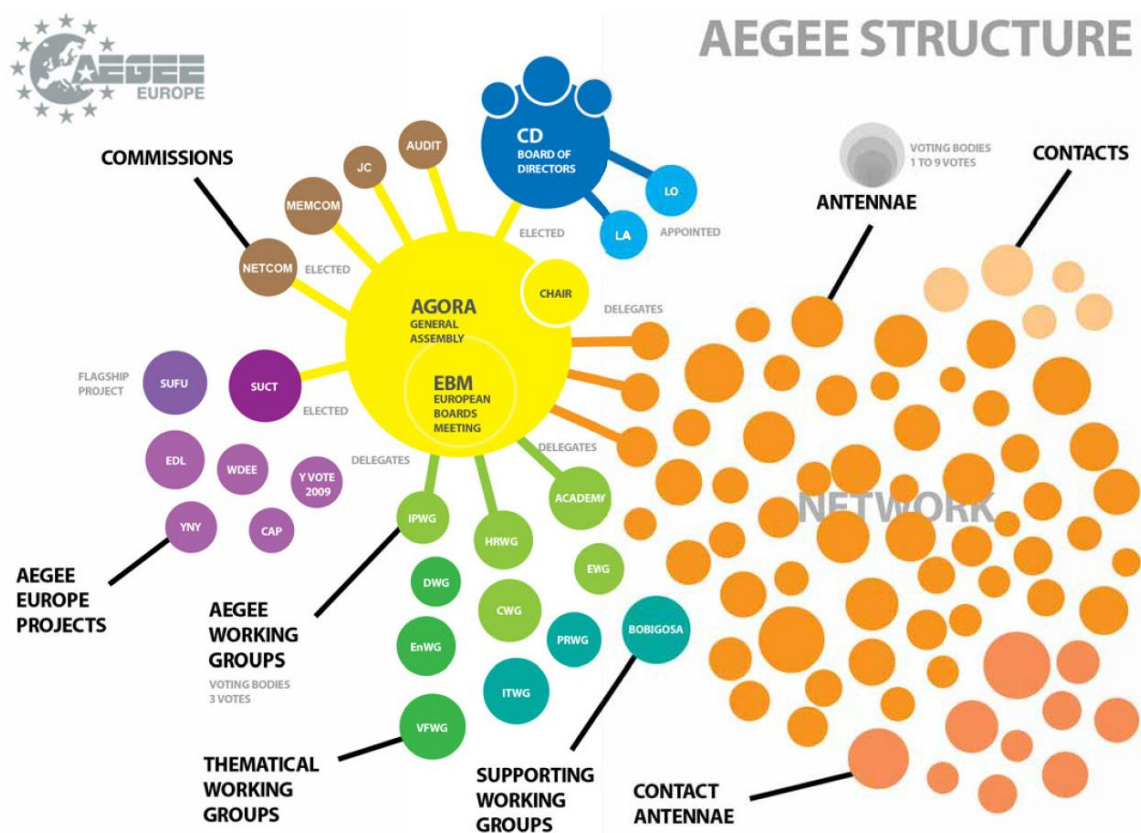 AEGEE
EUROPE
AEGEE STRUCTURE
COMMISSIONS
AUDIT
JC
MEMCOM
NETCOM
ELECTED
CD
BOARD OF
DIRECTORS
LO
LA
APPOINTED
ELECTED
VOTING BODIES
1 TO 9 VOTES
ANTENNAE
CONTACTS
AGORA
GENERAL
ASSEMBLY
CHAIR
DELEGATES
EBM
EUROPEAN
BOARDS
MEETING
FLAGSHIP
PROJECT
SUFU
SUCT
ELECTED
DELEGATES
DELEGATES
EDL
WDEE
Y VOTE
2009
YNY
CAP
AEGEE
EUROPE
PROJECTS
IPWG
HRWG
ACADEMY
NETWORK
DWG
CWG
EWG
AEGEE
WORKING
GROUPS
VOTING BODIES
3 VOTES
EnWG
PRWG
BOBIGOSA
ITWG
VFWG
THEMATICAL
WORKING
GROUPS
SUPPORTING
WORKING
GROUPS
CONTACT
ANTENNAE